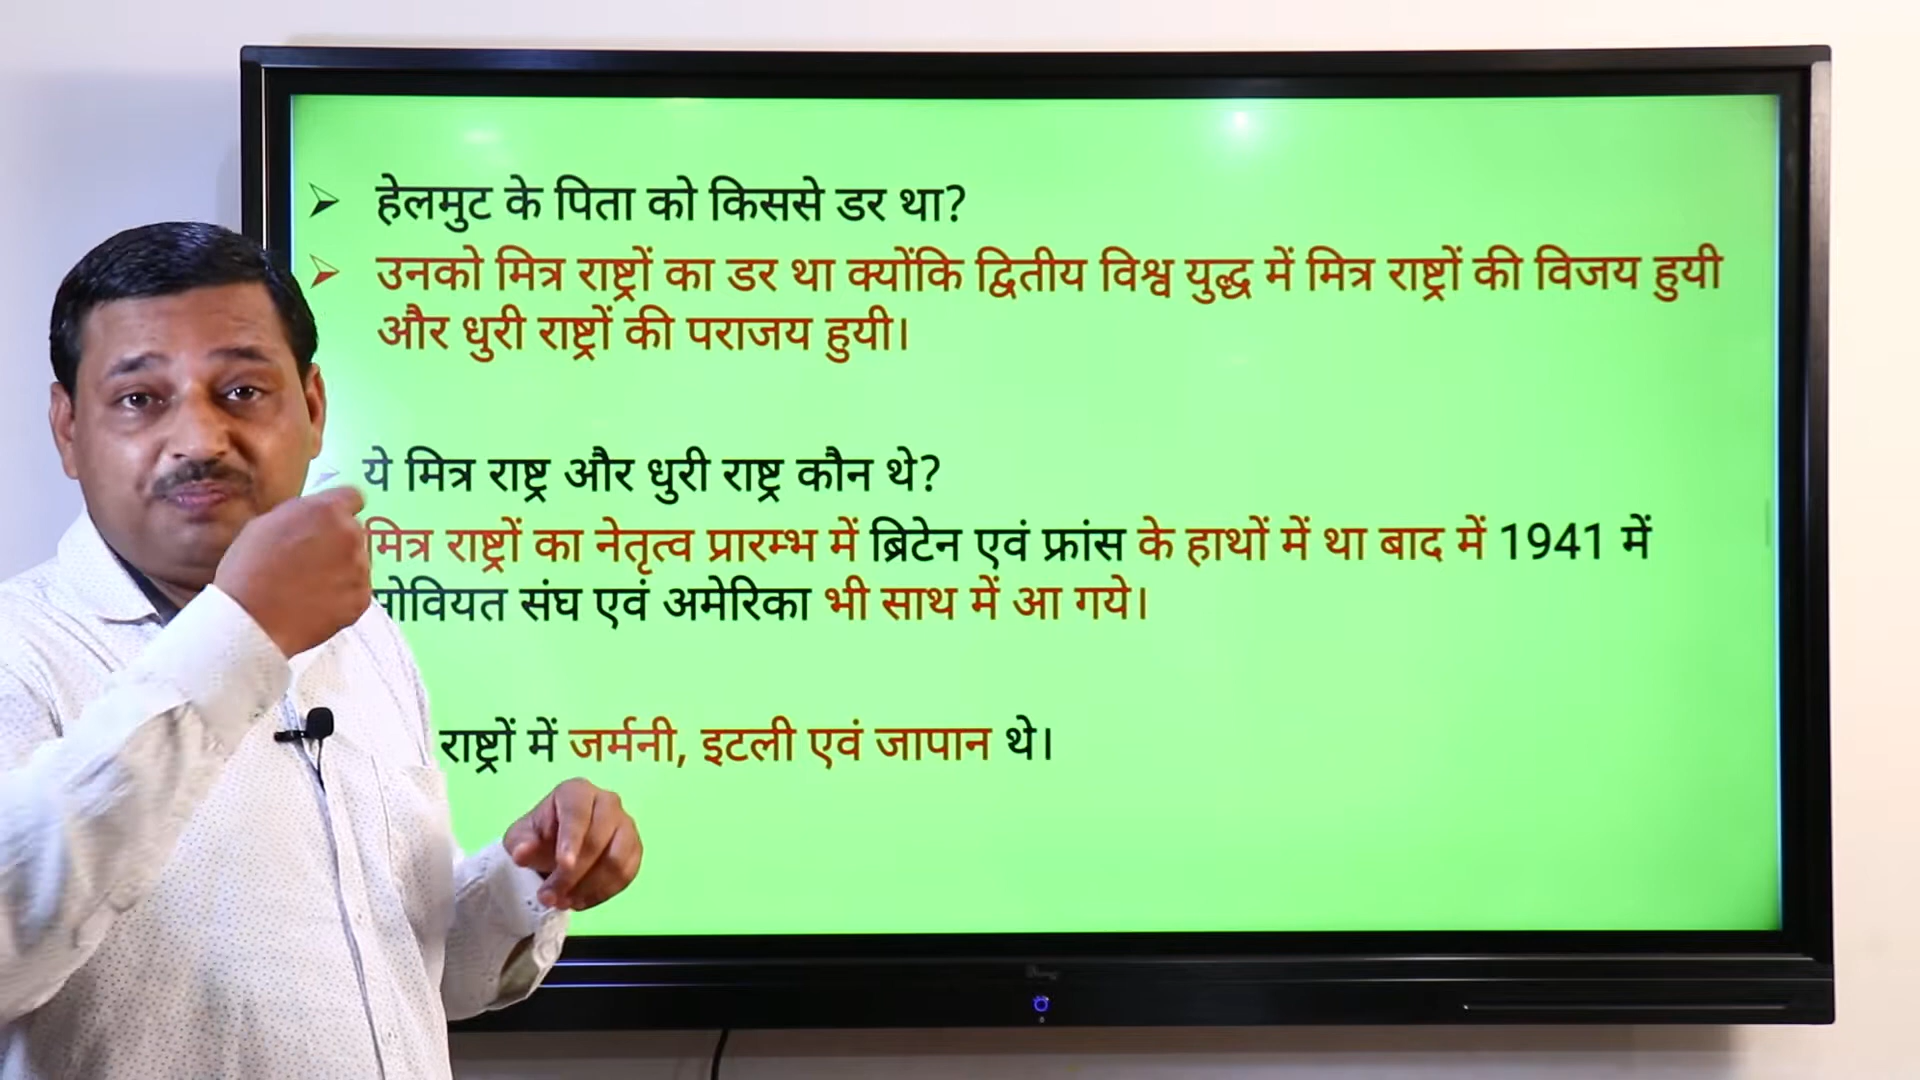 हेलमुट के पिता को किससे डर था?
उनको मित्र राष्ट्रों का डर था क्योंकि द्वितीय विश्व युद्ध में मित्र राष्ट्रों की विजय हुयी
और धुरी राष्ट्रों की पराजय हुयी।
ये मित्र राष्ट्र और धुरी राष्ट्र कौन थे?
मित्र राष्ट्रों का नेतृत्व प्रारम्भ में ब्रिटेन एवं फ्रांस के हाथों में था बाद में 1941 में
सोवियत संघ एवं अमेरिका भी साथ में आ गये।
राष्ट्रों में जर्मनी, इटली एवं जापान थे।